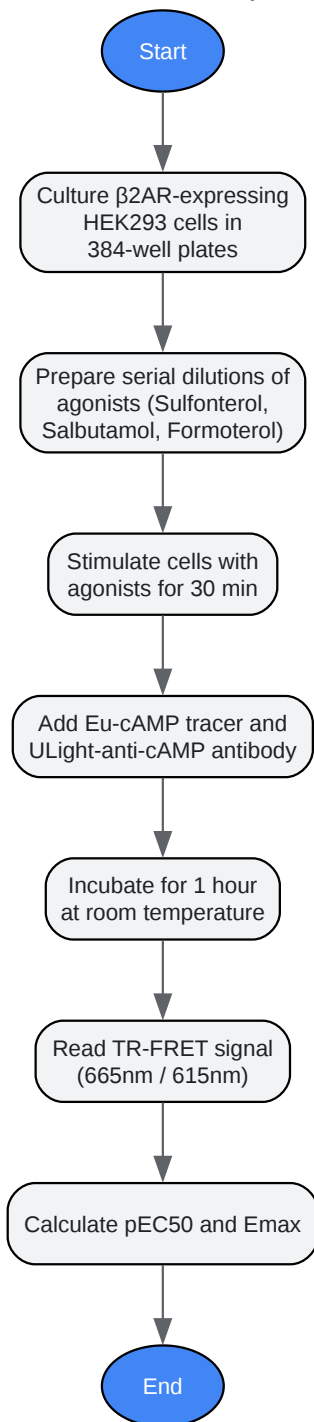 Start
Culture β2AR-expressing
HEK293 cells in
384-well plates
Prepare serial dilutions of
agonists (Sulfonterol,
Salbutamol, Formoterol)
Stimulate cells with
agonists for 30 min
Add Eu-cAMP tracer and
ULight-anti-cAMP antibody
Incubate for 1 hour
at room temperature
Read TR-FRET signal
(665nm / 615nm)
Calculate pEC50 and Emax
End